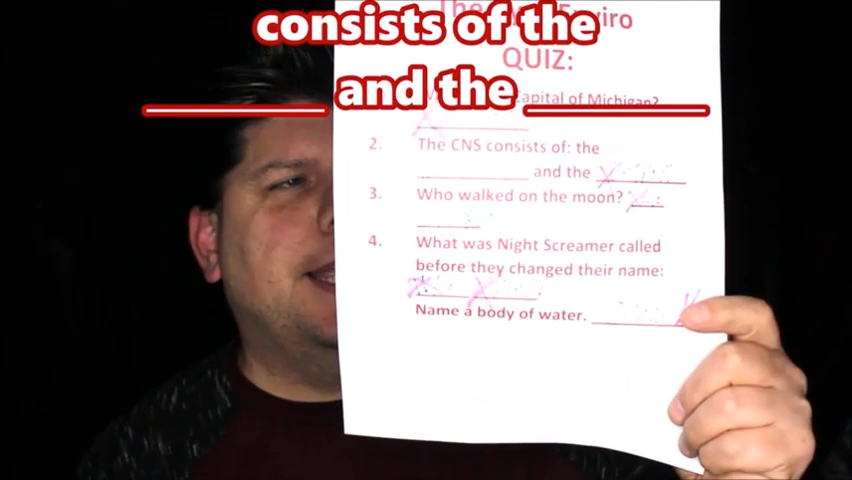 consists of the
and the
QUIZ:
Capital of Michigan?
2. The CNS consists of: the
____________ and the ____________
3. Who walked on the moon?
4. What was Night Screamer called
before they changed their name:
Name a body of water.